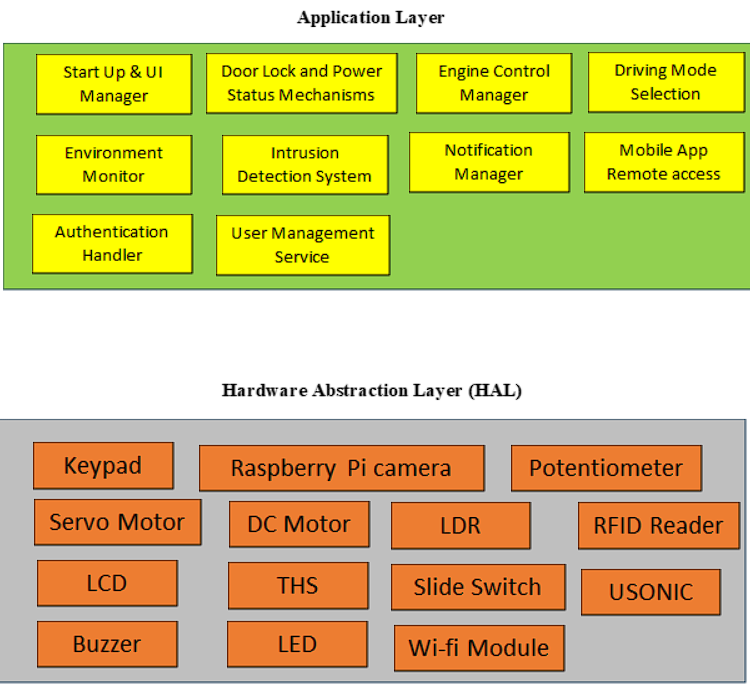 Application Layer
Start Up & UI
Manager
Door Lock and Power
Status Mechanisms
Engine Control
Manager
Driving Mode
Selection
Environment
Monitor
Intrusion
Detection System
Notification
Manager
Mobile App
Remote access
Authentication
Handler
User Management
Service
Hardware Abstraction Layer (HAL)
Keypad
Raspberry Pi camera
Potentiometer
Servo Motor
DC Motor
LDR
RFID Reader
LCD
THS
Slide Switch
USONIC
Buzzer
LED
Wi-fi Module